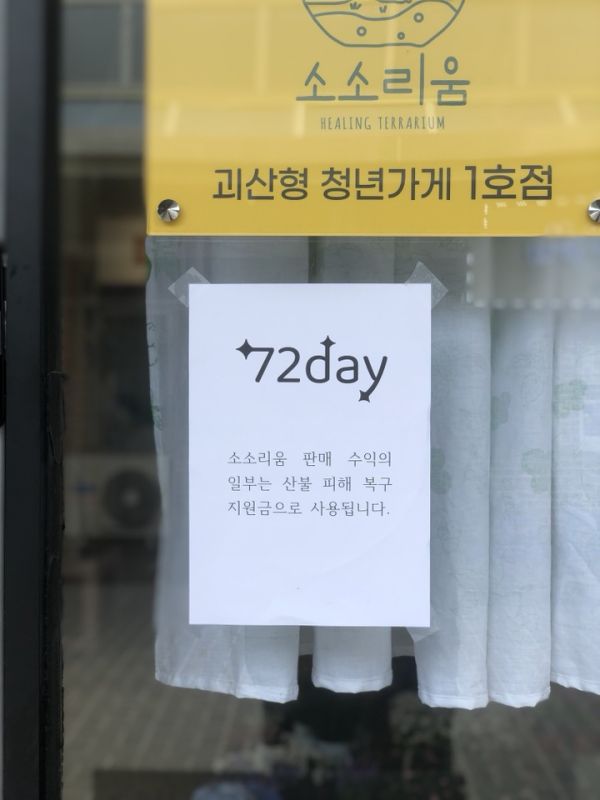 소소리움
HEALING TERRARIUM
괴산형 청년가게 1호점
72day
소소리움 판매 수익의
일부는 산불 피해 복구
지원금으로 사용됩니다.